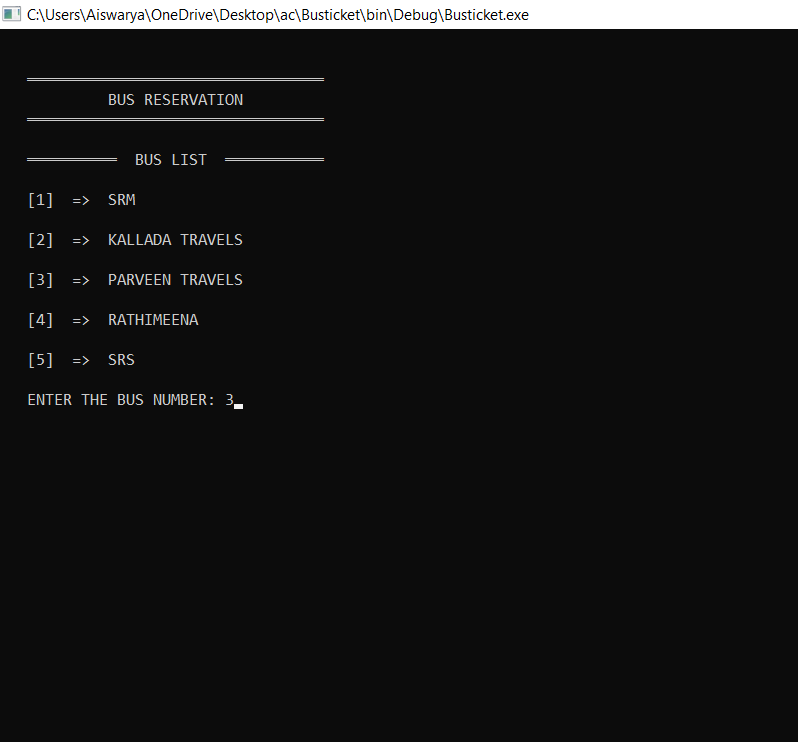 C:\Users\Aiswarya\OneDrive\Desktop\ac\Busticket\bin\Debug\Busticket.exe
BUS RESERVATION
BUS LIST
[1] => SRM
[2] => KALLADA TRAVELS
[3] => PARVEEN TRAVELS
[4] => RATHIMEENA
[5] => SRS
ENTER THE BUS NUMBER: 3